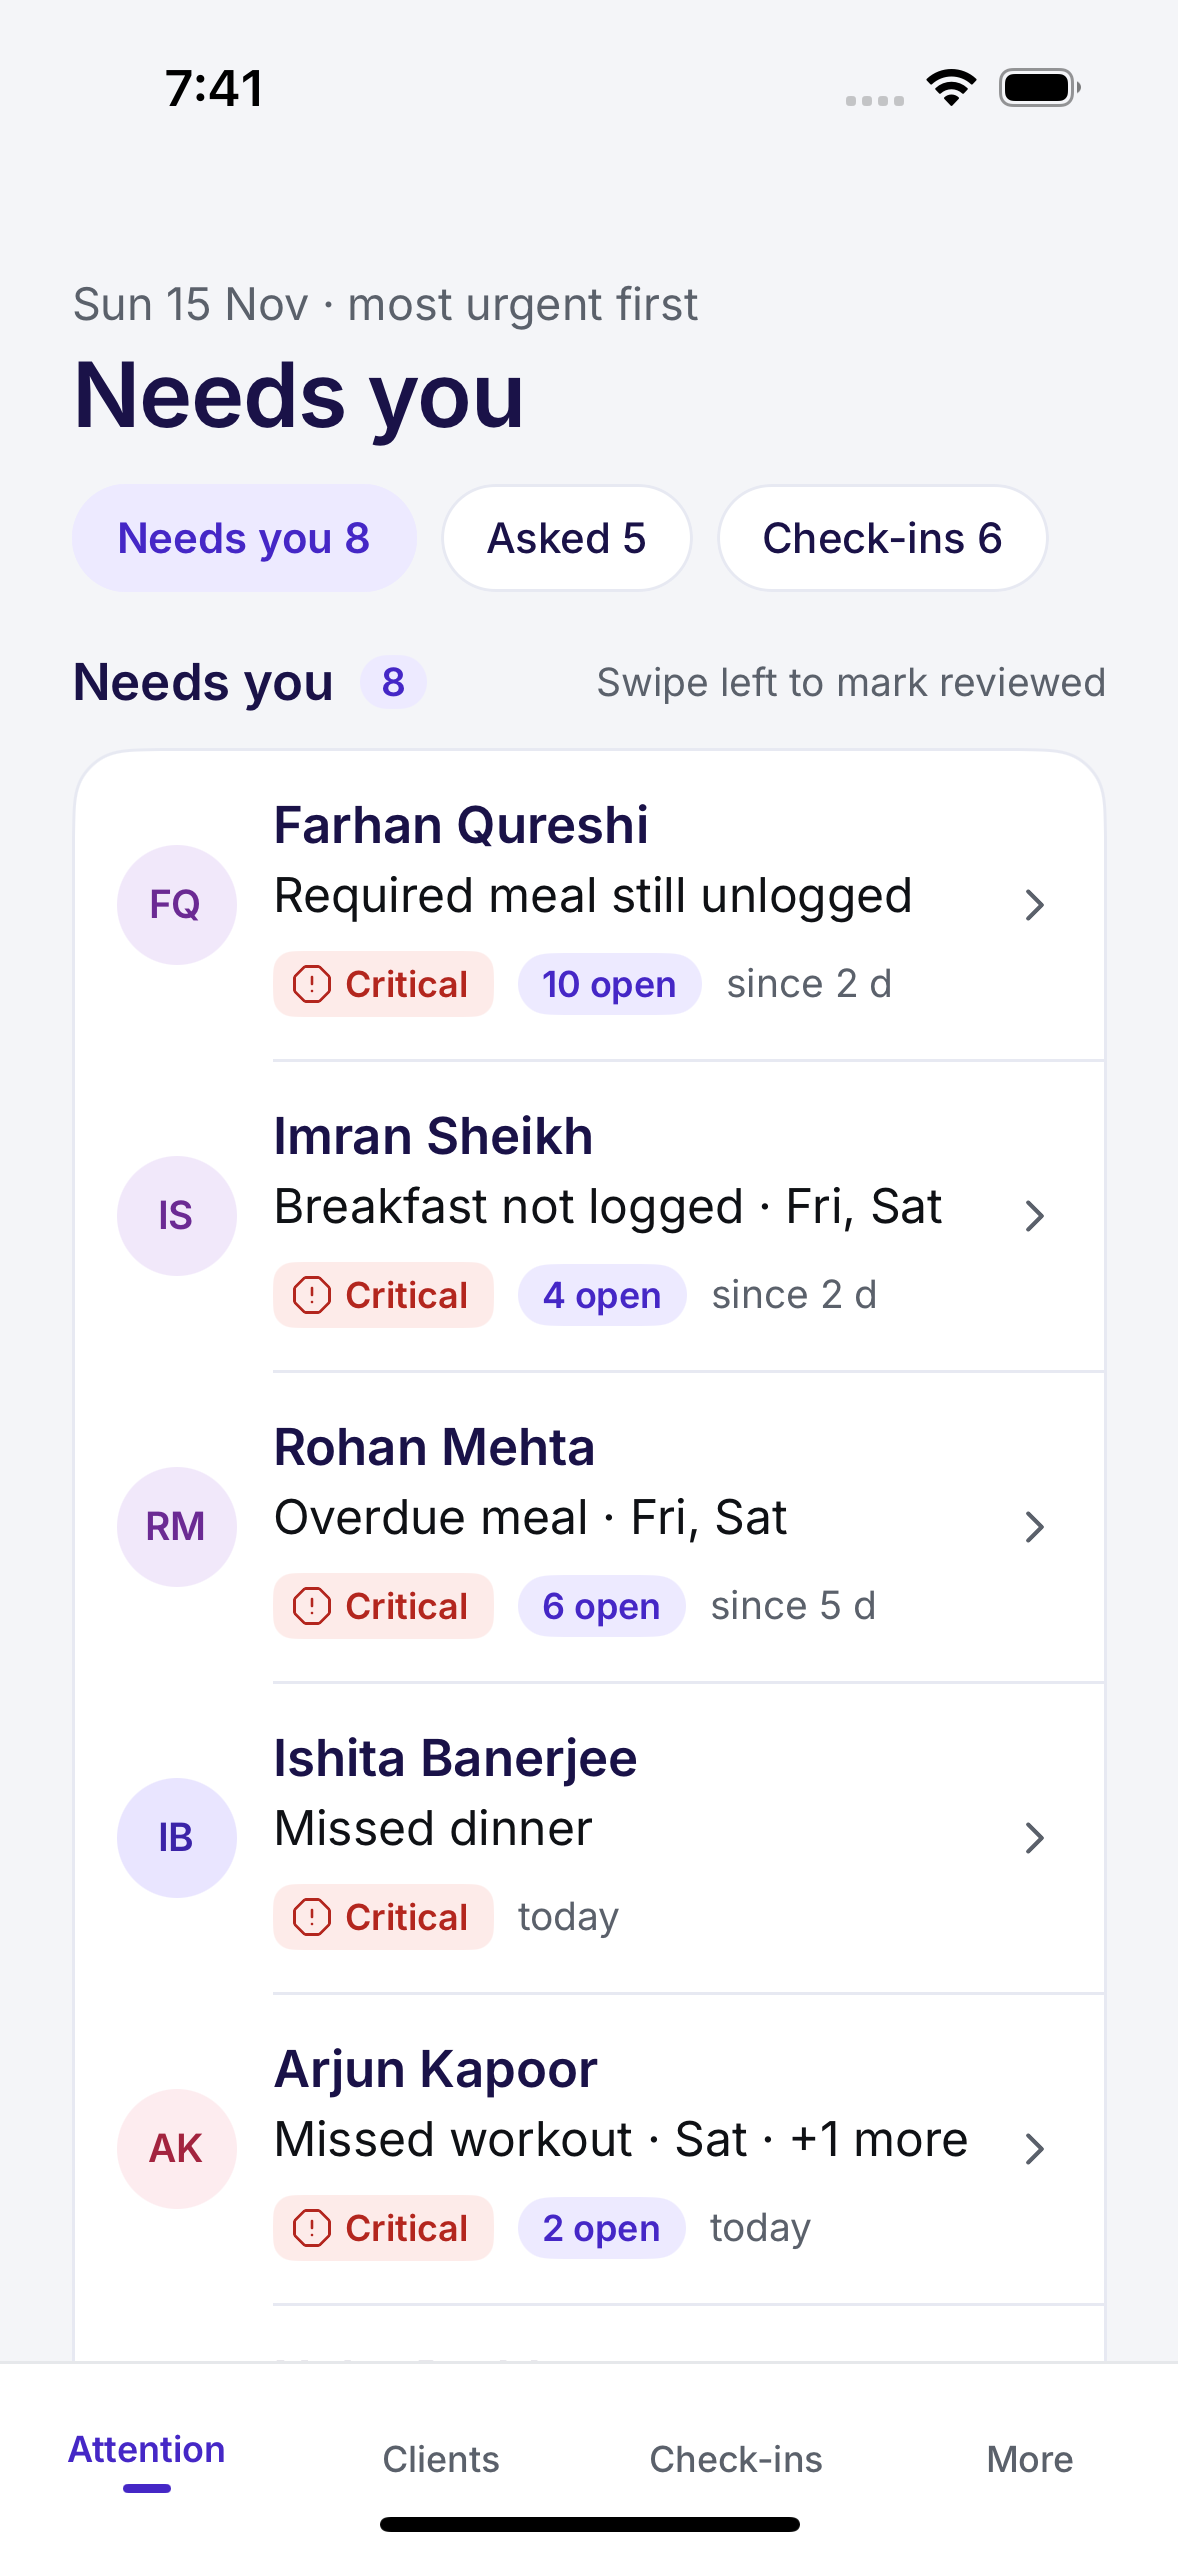 7:41
Sun 15 Nov · most urgent first
Needs you
Needs you 8
Asked 5
Check-ins 6
Needs you 8
Swipe left to mark reviewed
FQ
Farhan Qureshi
Required meal still unlogged
Critical
10 open
since 2 d
IS
Imran Sheikh
Breakfast not logged · Fri, Sat
Critical
4 open
since 2 d
RM
Rohan Mehta
Overdue meal · Fri, Sat
Critical
6 open
since 5 d
IB
Ishita Banerjee
Missed dinner
Critical
today
AK
Arjun Kapoor
Missed workout · Sat · +1 more
Critical
2 open
today
Attention
Clients
Check-ins
More